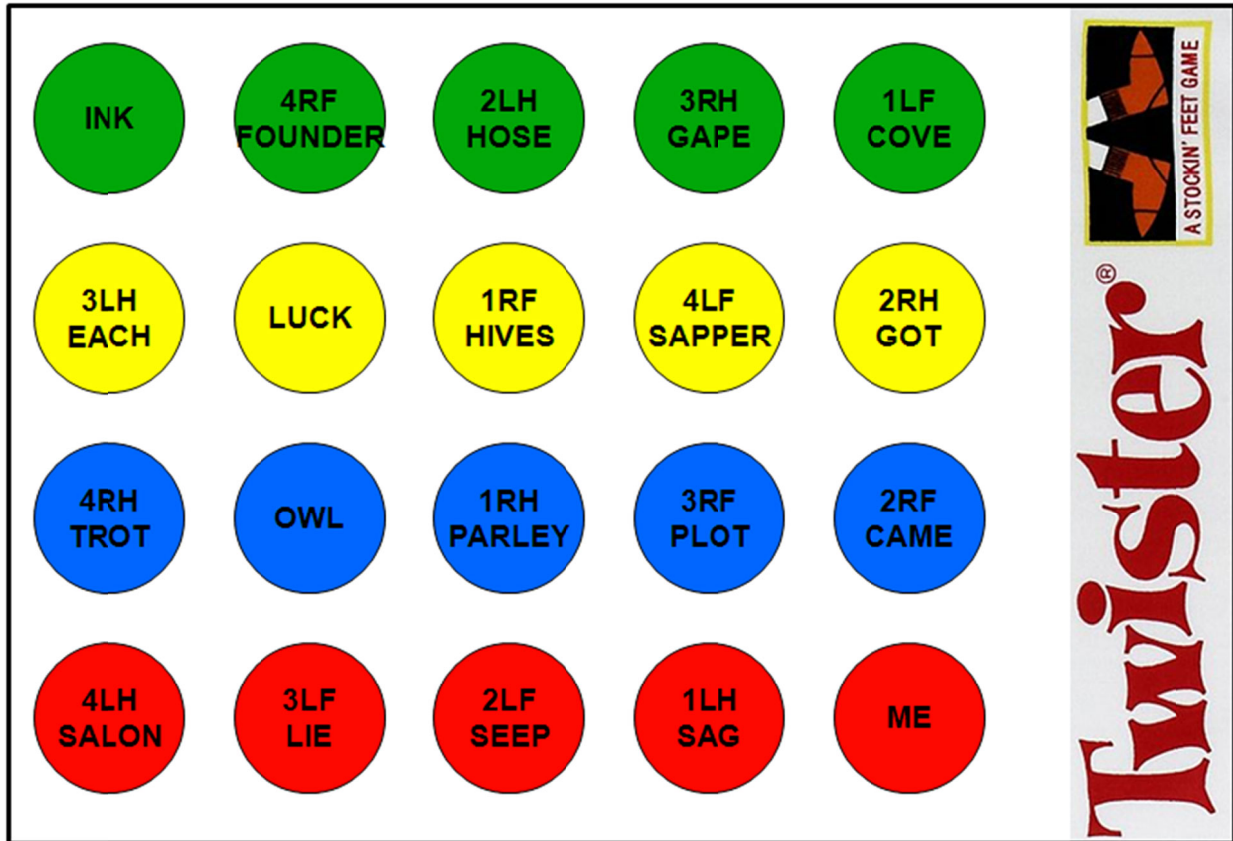 INK
4RF
FOUNDER
2LH
HOSE
3RH
GAPE
1LF
COVE
3LH
EACH
LUCK
1RF
HIVES
4LF
SAPPER
2RH
GOT
4RH
TROT
OWL
1RH
PARLEY
3RF
PLOT
2RF
CAME
4LH
SALON
3LF
LIE
2LF
SEEP
1LH
SAG
ME
Twister®
A STOCKIN' FEET GAME